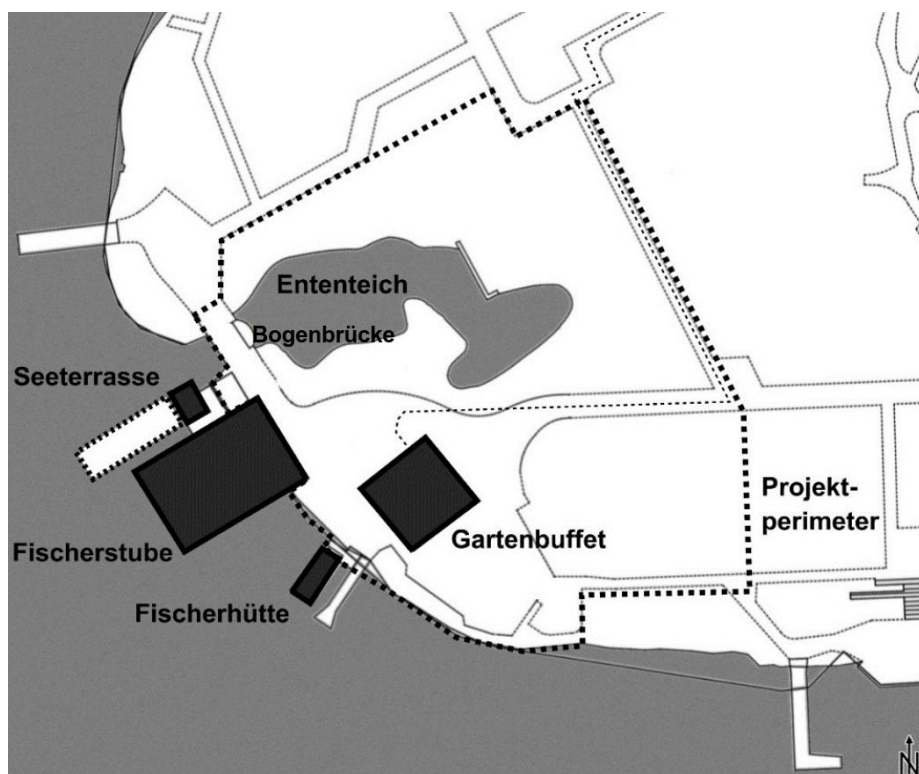 Ententeich
Bogenbrücke
Seeterrasse
Fischerstube
Gartenbuffet
Projekt-
perimeter
Fischerhütte
N